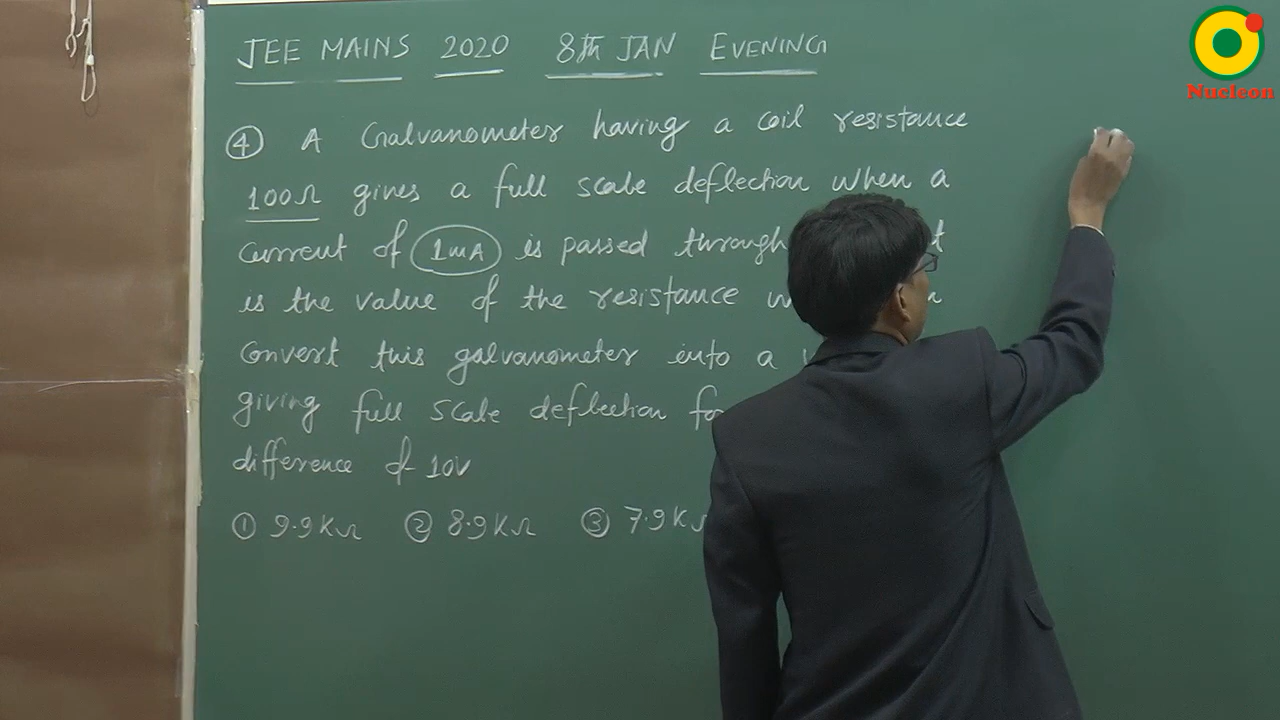 JEE MAINS 2020 8th JAN EVENING
Nucleon
④ A Galvanometer having a coil resistance
100Ω gives a full scale deflection when a
current of 1mA is passed through
is the value of the resistance
convert this galvanometer into a
giving full scale deflection
difference of 10V
① 9.9KΩ ② 8.9KΩ ③ 7.9K